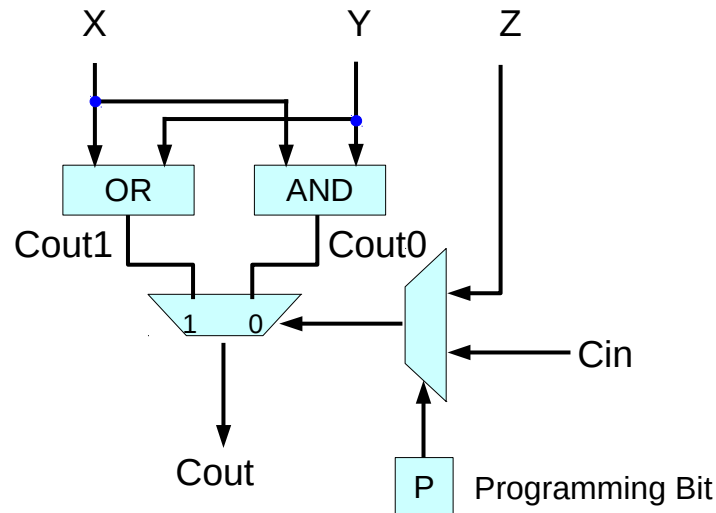 X Y Z
OR AND
Cout1 Cout0
1 0
Cin
Cout
P Programming Bit